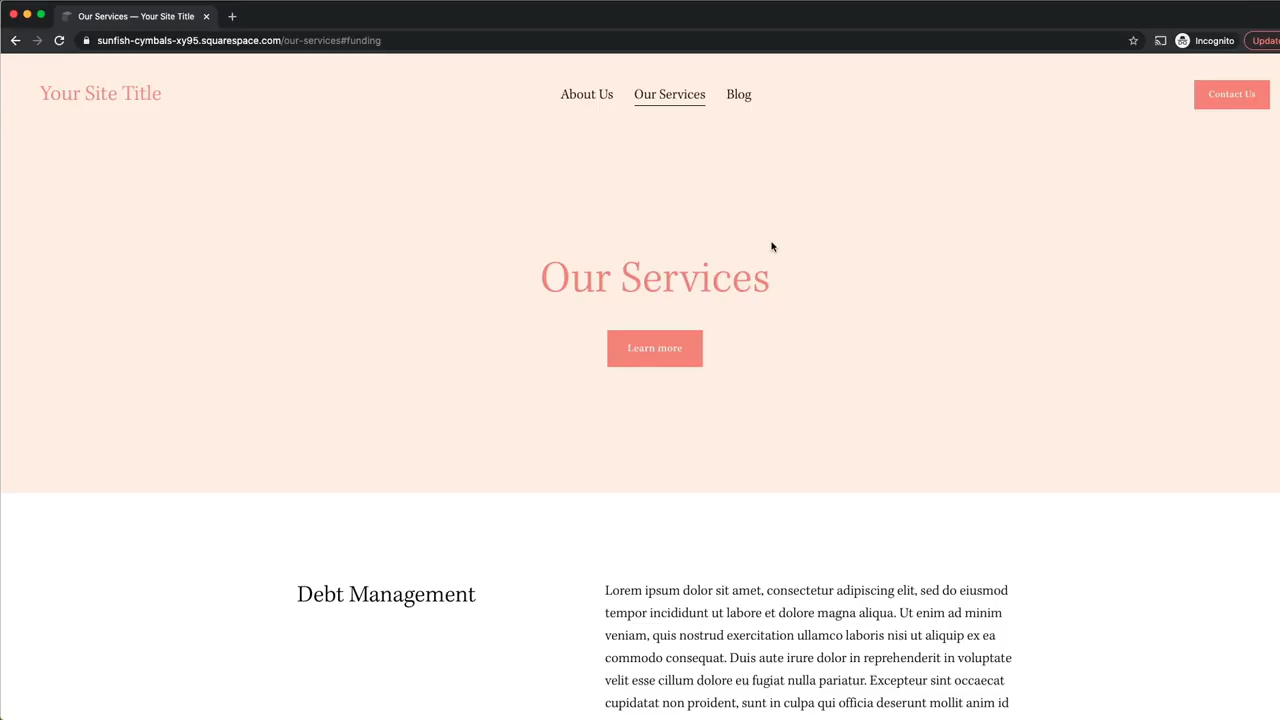 Our Services — Your Site Title
sunfish-cymbals-xy95.squarespace.com/our-services#funding
Incognito
Update
Your Site Title
About Us
Our Services
Blog
Contact Us
Our Services
Learn more
Debt Management
Lorem ipsum dolor sit amet, consectetur adipiscing elit, sed do eiusmod
tempor incididunt ut labore et dolore magna aliqua. Ut enim ad minim
veniam, quis nostrud exercitation ullamco laboris nisi ut aliquip ex ea
commodo consequat. Duis aute irure dolor in reprehenderit in voluptate
velit esse cillum dolore eu fugiat nulla pariatur. Excepteur sint occaecat
cupidatat non proident, sunt in culpa qui officia deserunt mollit anim id